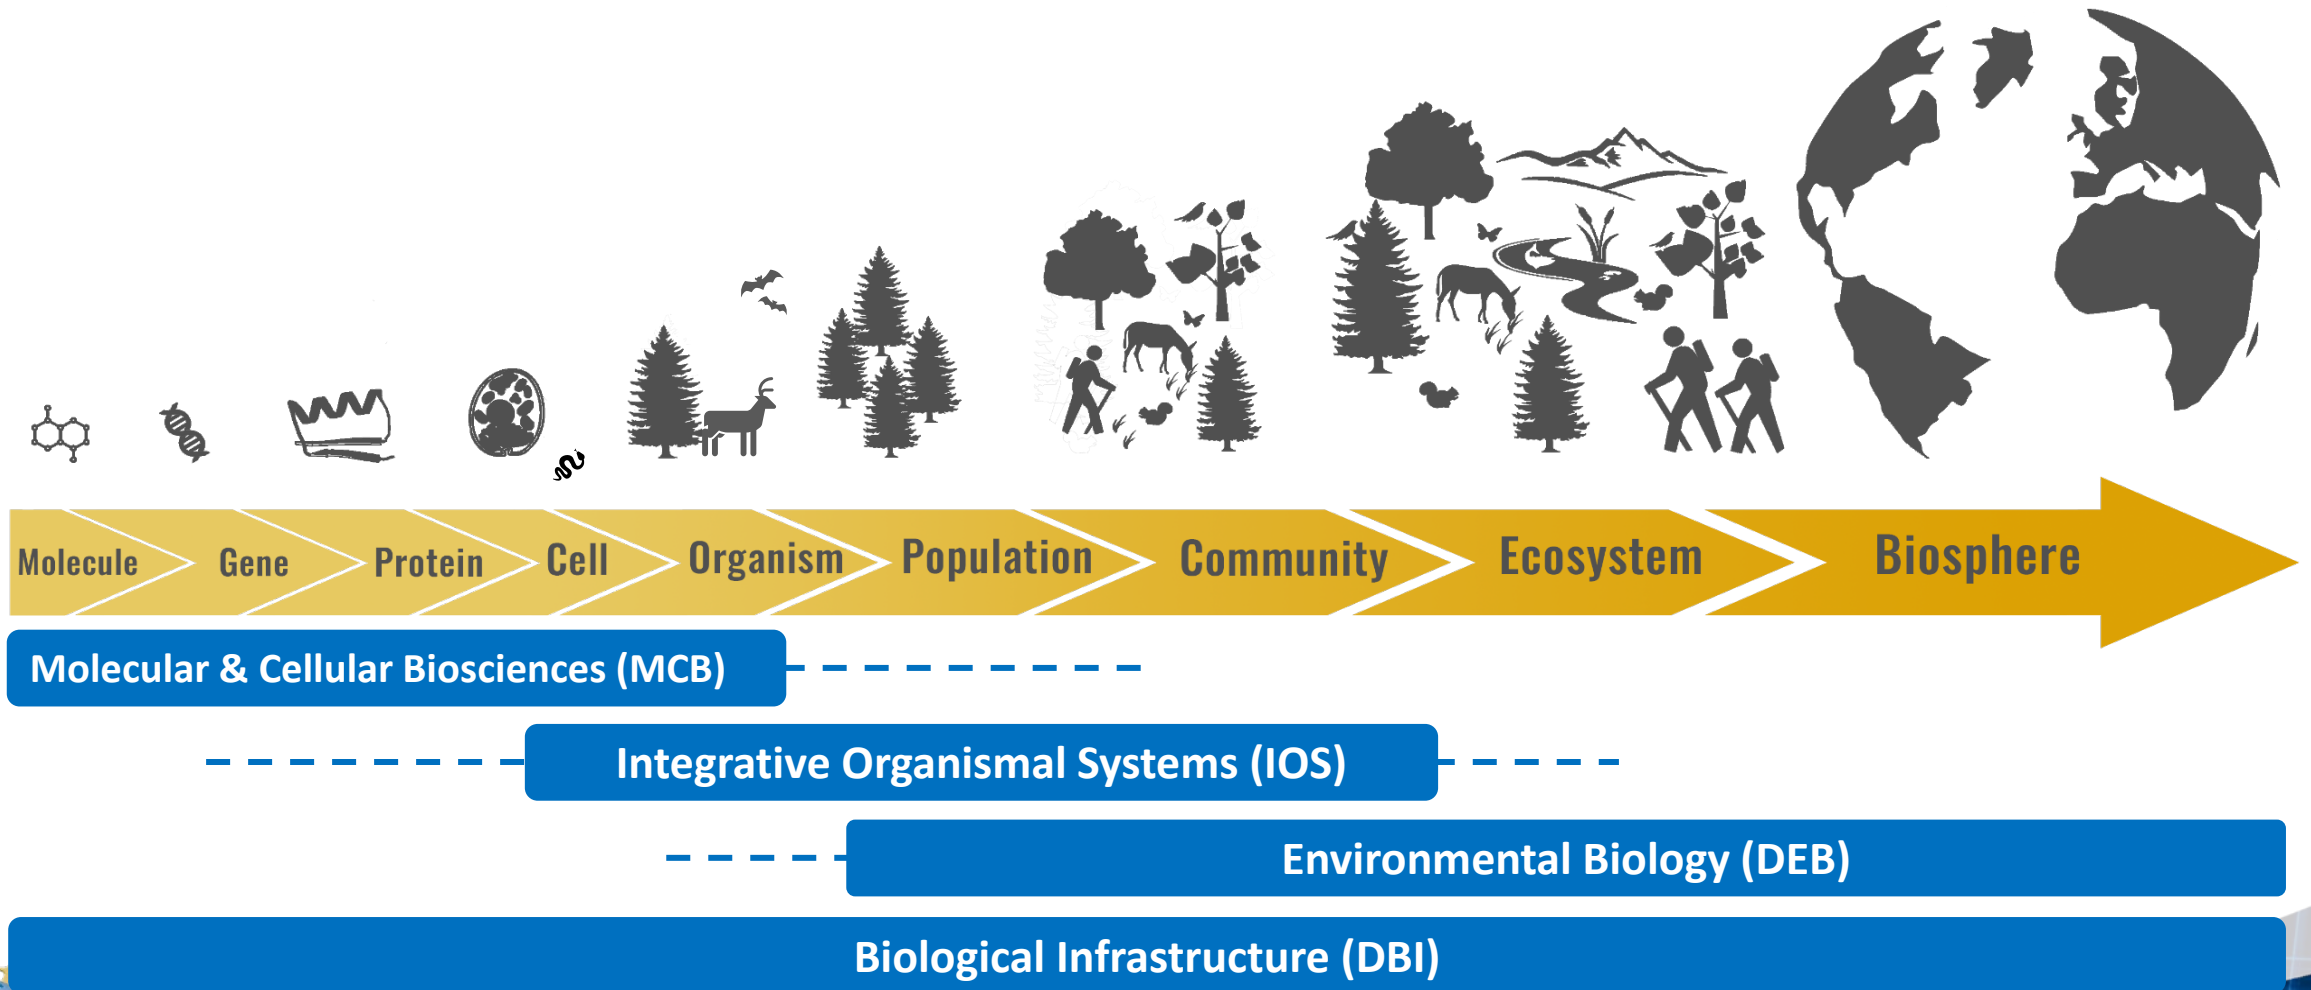 Molecule Gene Protein Cell Organism Population Community Ecosystem Biosphere
Molecular & Cellular Biosciences (MCB)
Integrative Organismal Systems (IOS)
Environmental Biology (DEB)
Biological Infrastructure (DBI)